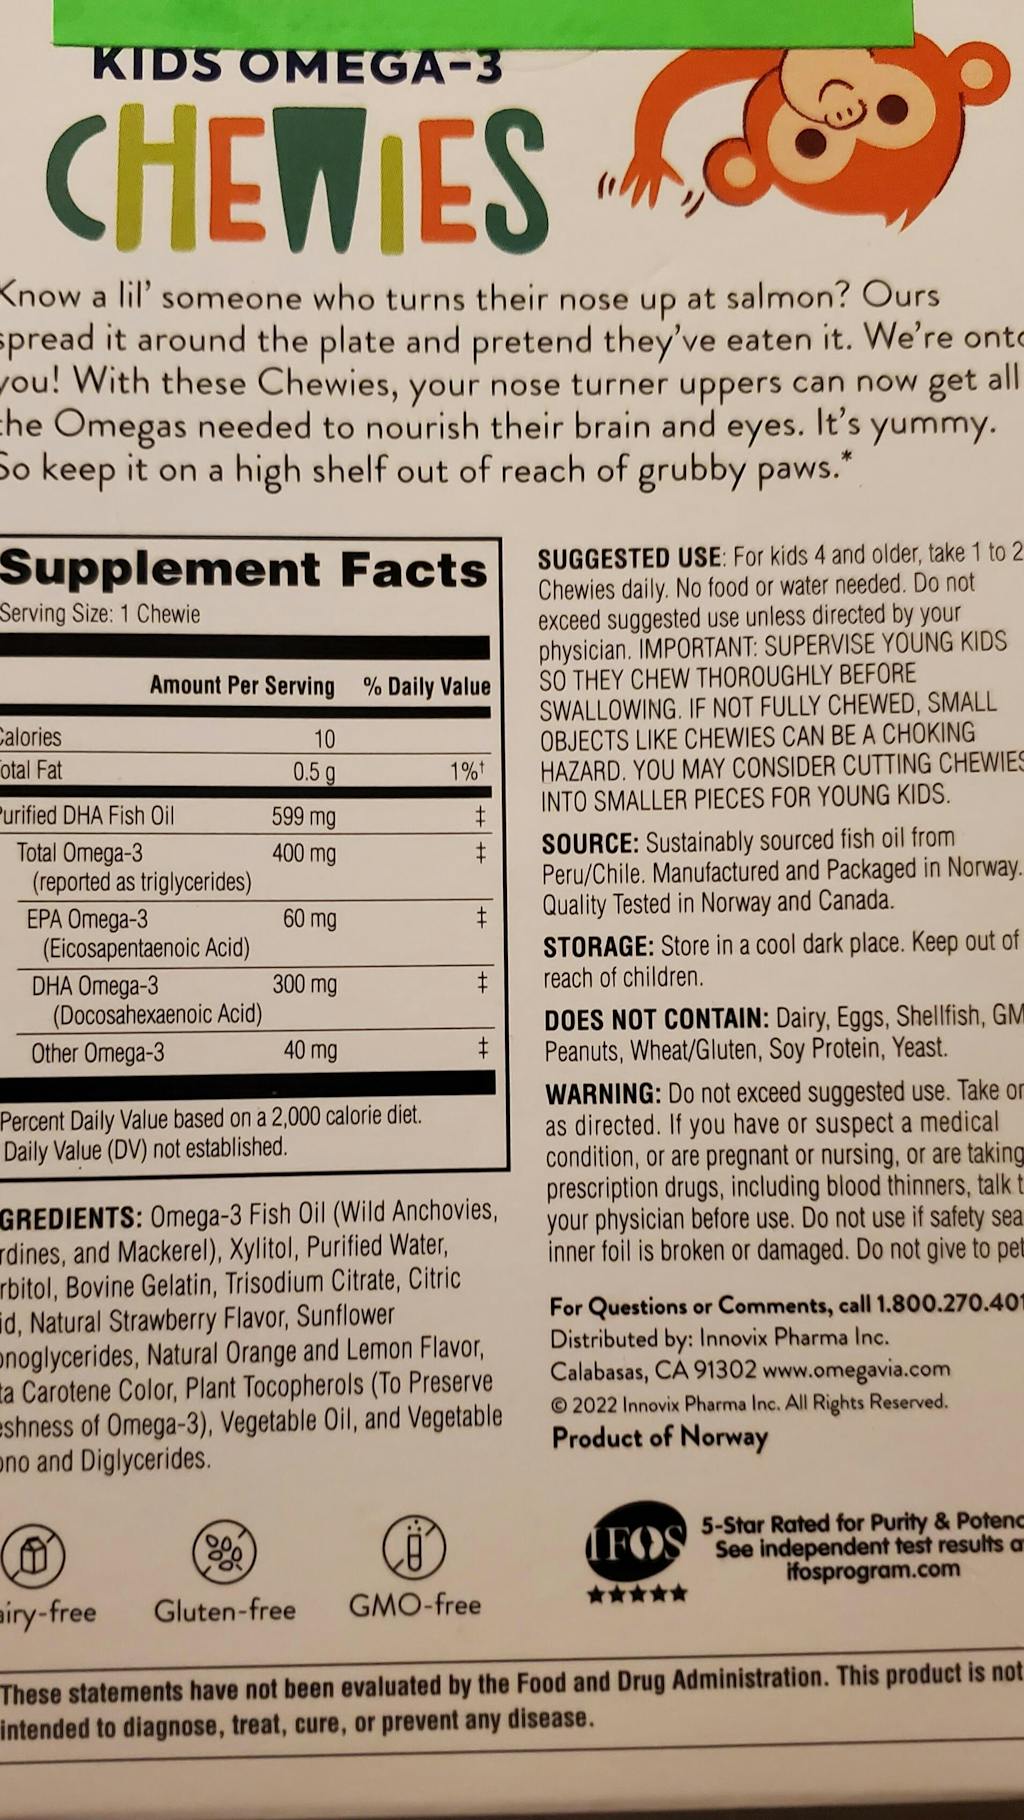 KIDS OMEGA-3
CHEWIES
Know a lil' someone who turns their nose up at salmon? Ours
spread it around the plate and pretend they've eaten it. We're onto
you! With these Chewies, your nose turner uppers can now get all
the Omegas needed to nourish their brain and eyes. It's yummy.
So keep it on a high shelf out of reach of grubby paws.*
Supplement Facts
Serving Size: 1 Chewie
Amount Per Serving % Daily Value
Calories 10
Total Fat 0.5 g 1%†
Purified DHA Fish Oil 599 mg ‡
Total Omega-3 400 mg ‡
(reported as triglycerides)
EPA Omega-3 60 mg ‡
(Eicosapentaenoic Acid)
DHA Omega-3 300 mg ‡
(Docosahexaenoic Acid)
Other Omega-3 40 mg ‡
Percent Daily Value based on a 2,000 calorie diet.
Daily Value (DV) not established.
GREDIENTS: Omega-3 Fish Oil (Wild Anchovies,
rdines, and Mackerel), Xylitol, Purified Water,
rbitol, Bovine Gelatin, Trisodium Citrate, Citric
id, Natural Strawberry Flavor, Sunflower
onoglycerides, Natural Orange and Lemon Flavor,
ta Carotene Color, Plant Tocopherols (To Preserve
eshness of Omega-3), Vegetable Oil, and Vegetable
ono and Diglycerides.
SUGGESTED USE: For kids 4 and older, take 1 to 2
Chewies daily. No food or water needed. Do not
exceed suggested use unless directed by your
physician. IMPORTANT: SUPERVISE YOUNG KIDS
SO THEY CHEW THOROUGHLY BEFORE
SWALLOWING. IF NOT FULLY CHEWED, SMALL
OBJECTS LIKE CHEWIES CAN BE A CHOKING
HAZARD. YOU MAY CONSIDER CUTTING CHEWIES
INTO SMALLER PIECES FOR YOUNG KIDS.
SOURCE: Sustainably sourced fish oil from
Peru/Chile. Manufactured and Packaged in Norway.
Quality Tested in Norway and Canada.
STORAGE: Store in a cool dark place. Keep out of
reach of children.
DOES NOT CONTAIN: Dairy, Eggs, Shellfish, GM
Peanuts, Wheat/Gluten, Soy Protein, Yeast.
WARNING: Do not exceed suggested use. Take on
as directed. If you have or suspect a medical
condition, or are pregnant or nursing, or are taking
prescription drugs, including blood thinners, talk t
your physician before use. Do not use if safety sea
inner foil is broken or damaged. Do not give to pet
For Questions or Comments, call 1.800.270.401
Distributed by: Innovix Pharma Inc.
Calabasas, CA 91302 www.omegavia.com
© 2022 Innovix Pharma Inc. All Rights Reserved.
Product of Norway
airy-free
Gluten-free
GMO-free
IFOS
5-Star Rated for Purity & Potenc
See independent test results a
ifosprogram.com
These statements have not been evaluated by the Food and Drug Administration. This product is not
intended to diagnose, treat, cure, or prevent any disease.